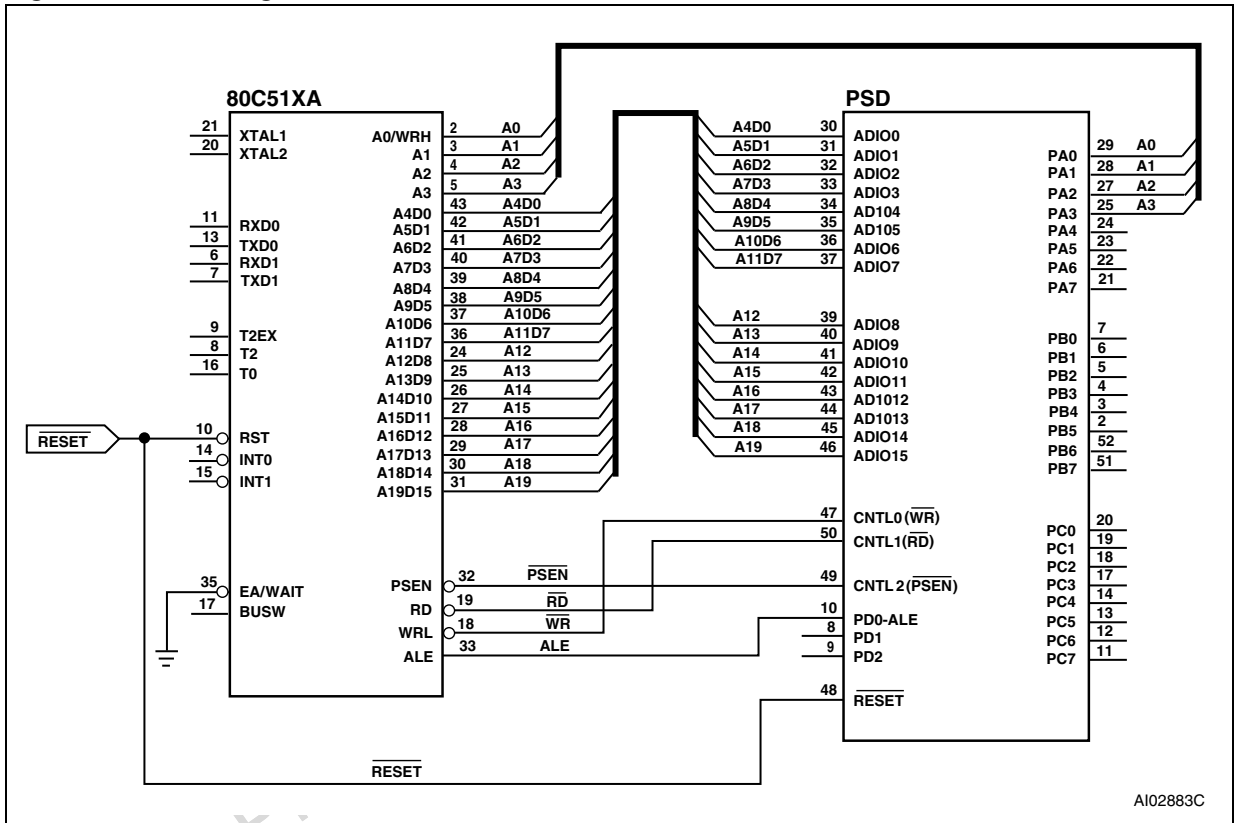 80C51XA
21 XTAL1
20 XTAL2
11 RXD0
13 TXD0
6 RXD1
7 TXD1
9 T2EX
8 T2
16 T0
RESET
10 RST
14 INT0
15 INT1
35 EA/WAIT
17 BUSW
A0/WRH 2 A0
A1 3 A1
A2 4 A2
A3 5 A3
A4D0 43 A4D0
A5D1 42 A5D1
A6D2 41 A6D2
A7D3 40 A7D3
A8D4 39 A8D4
A9D5 38 A9D5
A10D6 37 A10D6
A11D7 36 A11D7
A12D8 24 A12
A13D9 25 A13
A14D10 26 A14
A15D11 27 A15
A16D12 28 A16
A17D13 29 A17
A18D14 30 A18
A19D15 31 A19
PSEN 32 PSEN
RD 19 RD
WRL 18 WR
ALE 33 ALE
RESET
PSD
A4D0 30 ADIO0
A5D1 31 ADIO1
A6D2 32 ADIO2
A7D3 33 ADIO3
A8D4 34 AD104
A9D5 35 AD105
A10D6 36 ADIO6
A11D7 37 ADIO7
A12 39 ADIO8
A13 40 ADIO9
A14 41 ADIO10
A15 42 ADIO11
A16 43 AD1012
A17 44 AD1013
A18 45 ADIO14
A19 46 ADIO15
47 CNTL0(WR)
50 CNTL1(RD)
49 CNTL2(PSEN)
10 PD0-ALE
8 PD1
9 PD2
48 RESET
PA0 29 A0
PA1 28 A1
PA2 27 A2
PA3 25 A3
PA4 24
PA5 23
PA6 22
PA7 21
PB0 7
PB1 6
PB2 5
PB3 4
PB4 3
PB5 2
PB6 52
PB7 51
PC0 20
PC1 19
PC2 18
PC3 17
PC4 14
PC5 13
PC6 12
PC7 11
AI02883C